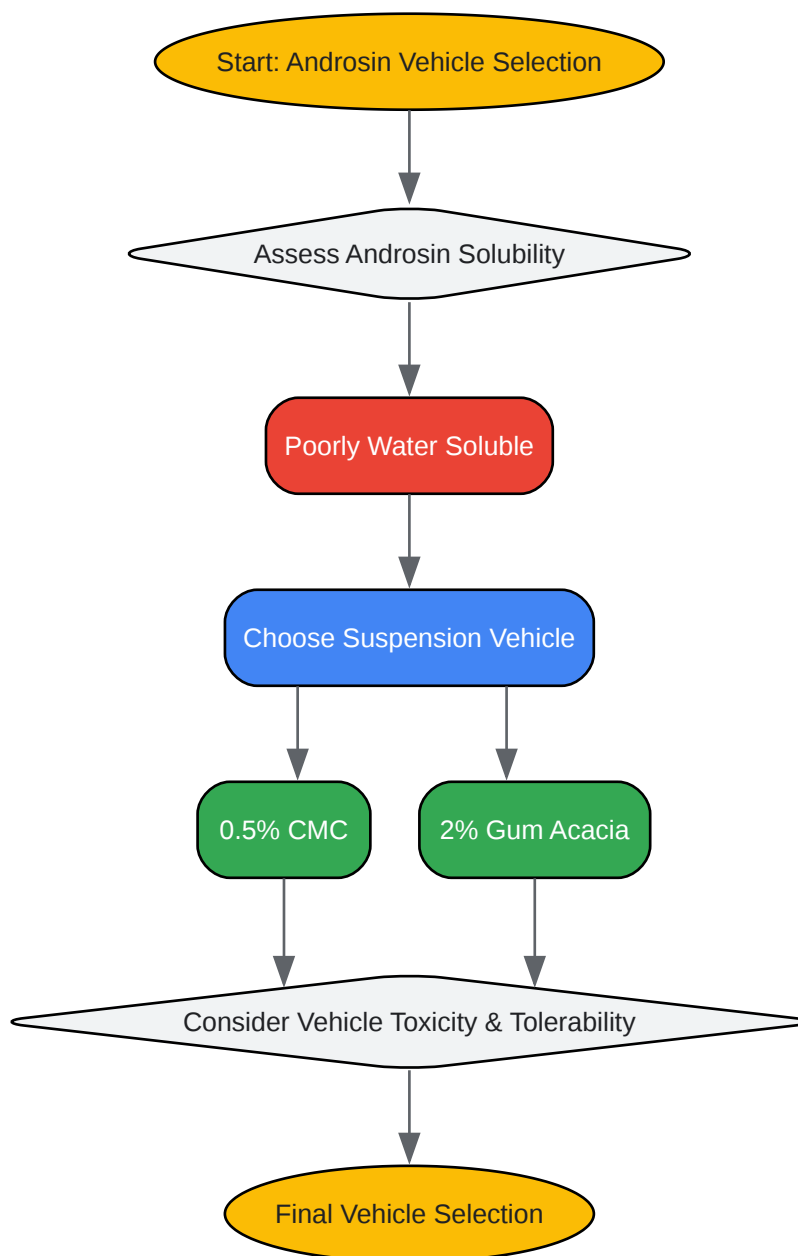 Start: Androsin Vehicle Selection
Assess Androsin Solubility
Poorly Water Soluble
Choose Suspension Vehicle
0.5% CMC
2% Gum Acacia
Consider Vehicle Toxicity & Tolerability
Final Vehicle Selection